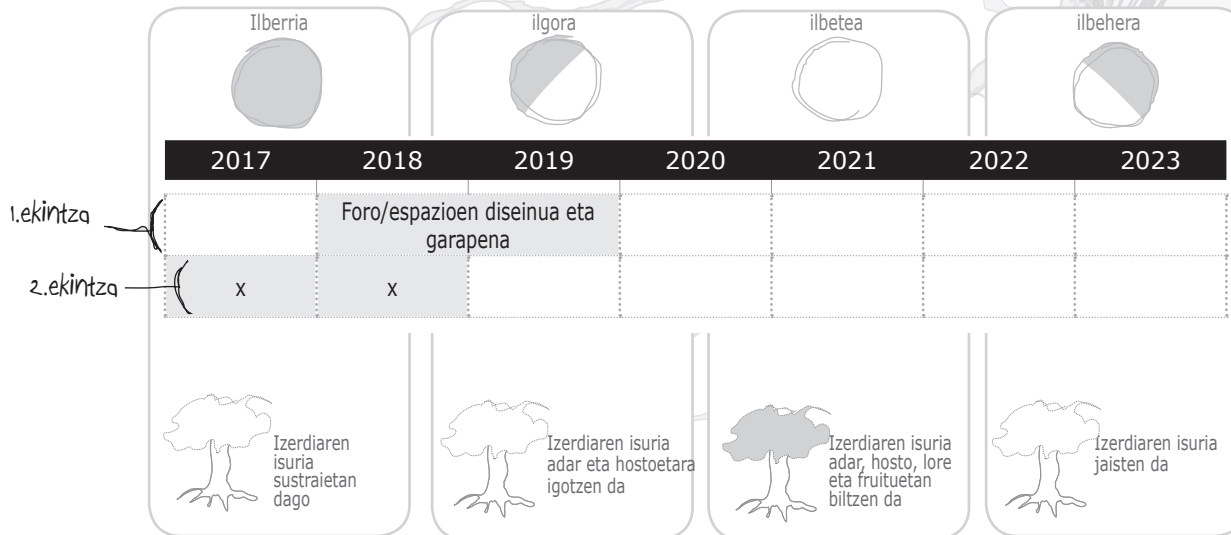 Ilberria
ilgora
ilbetea
ilbehera
2017 2018 2019 2020 2021 2022 2023
1.ekintza
Foro/espazioen diseinua eta
garapena
2.ekintza
x x
Izerdiaren
isuria
sustraietan
dago
Izerdiaren isuria
adar eta hostoetara
igotzen da
Izerdiaren isuria
adar, hosto, lore
eta fruituetan
biltzen da
Izerdiaren isuria
jaisten da